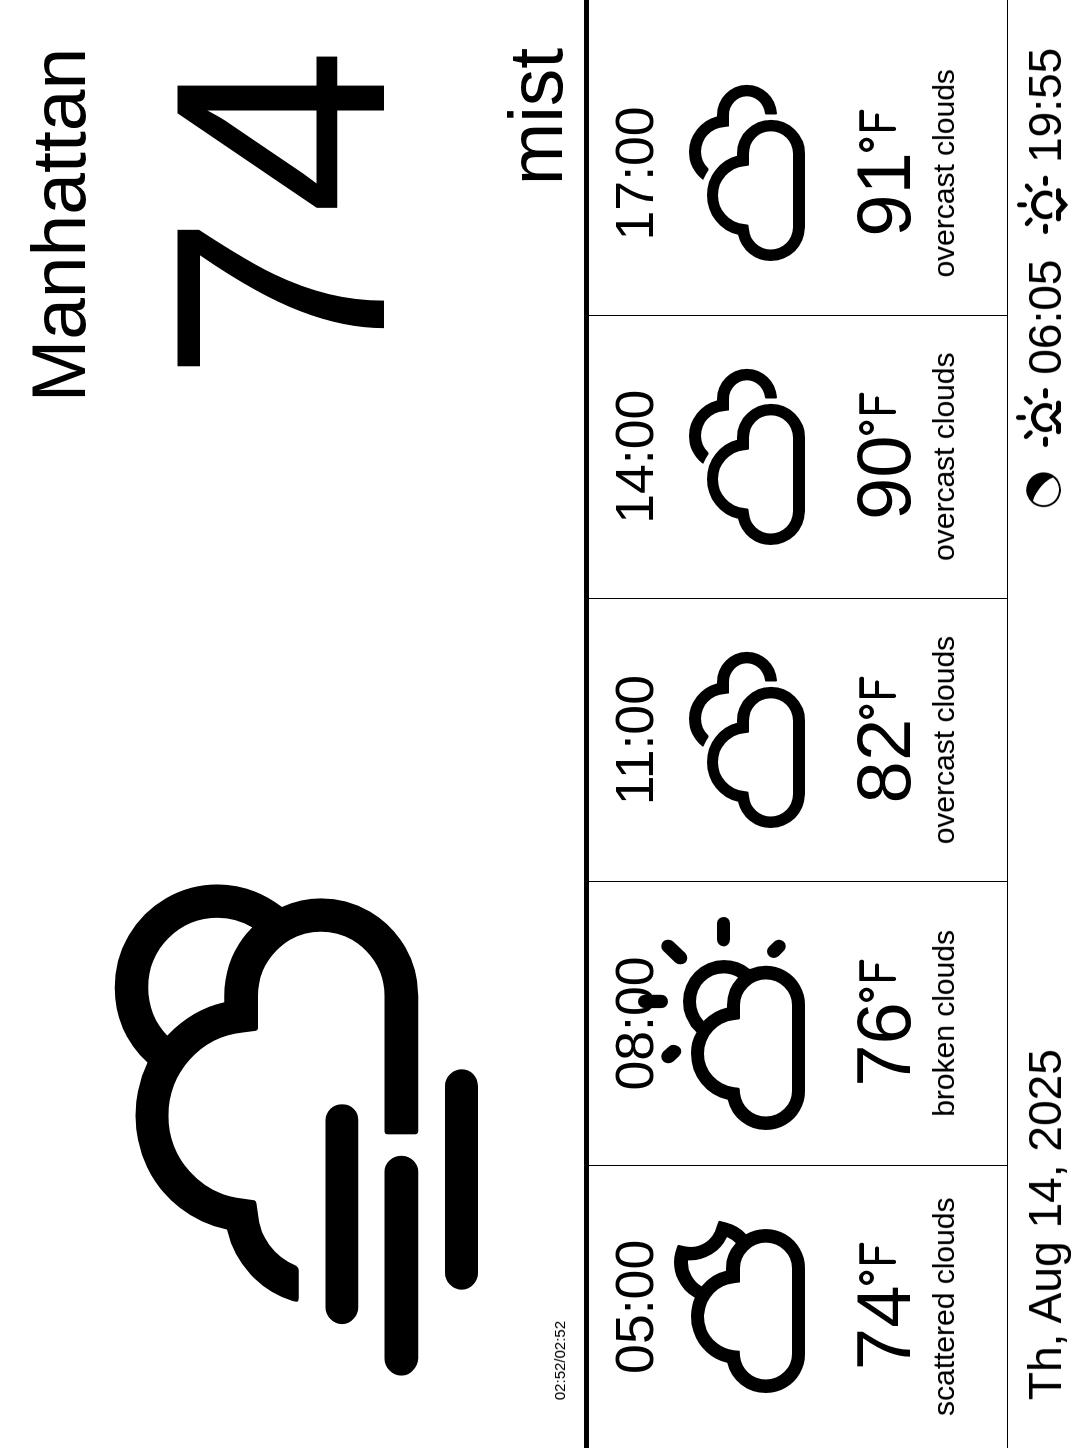 Manhattan
74
mist
02:52/02:52
05:00
74°F
scattered clouds
08:00
76°F
broken clouds
11:00
82°F
overcast clouds
14:00
90°F
overcast clouds
17:00
91°F
overcast clouds
Th, Aug 14, 2025
06:05
19:55